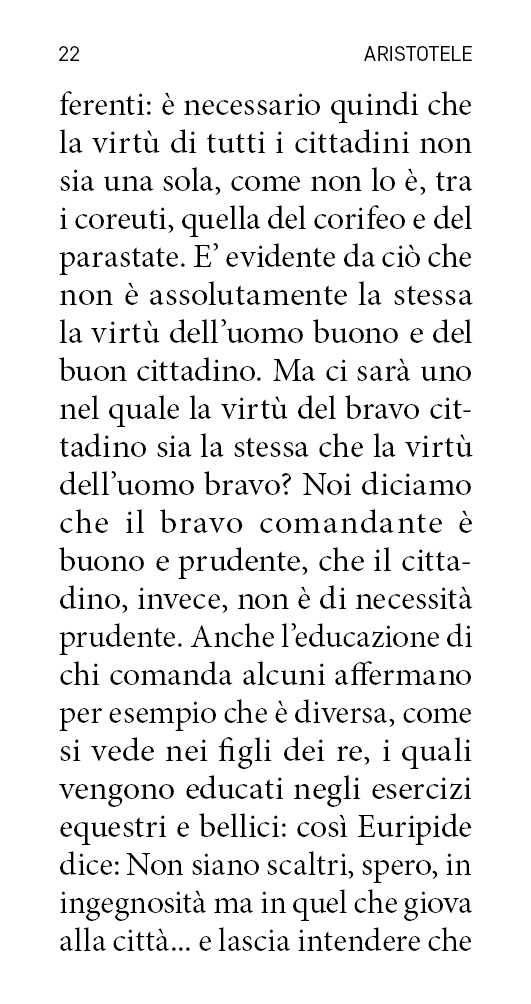 22 ARISTOTELE
ferenti: è necessario quindi che
la virtù di tutti i cittadini non
sia una sola, come non lo è, tra
i coreuti, quella del corifeo e del
parastate. E’ evidente da ciò che
non è assolutamente la stessa
la virtù dell’uomo buono e del
buon cittadino. Ma ci sarà uno
nel quale la virtù del bravo cit-
tadino sia la stessa che la virtù
dell’uomo bravo? Noi diciamo
che il bravo comandante è
buono e prudente, che il citta-
dino, invece, non è di necessità
prudente. Anche l’educazione di
chi comanda alcuni affermano
per esempio che è diversa, come
si vede nei figli dei re, i quali
vengono educati negli esercizi
equestri e bellici: così Euripide
dice: Non siano scaltri, spero, in
ingegnosità ma in quel che giova
alla città... e lascia intendere che